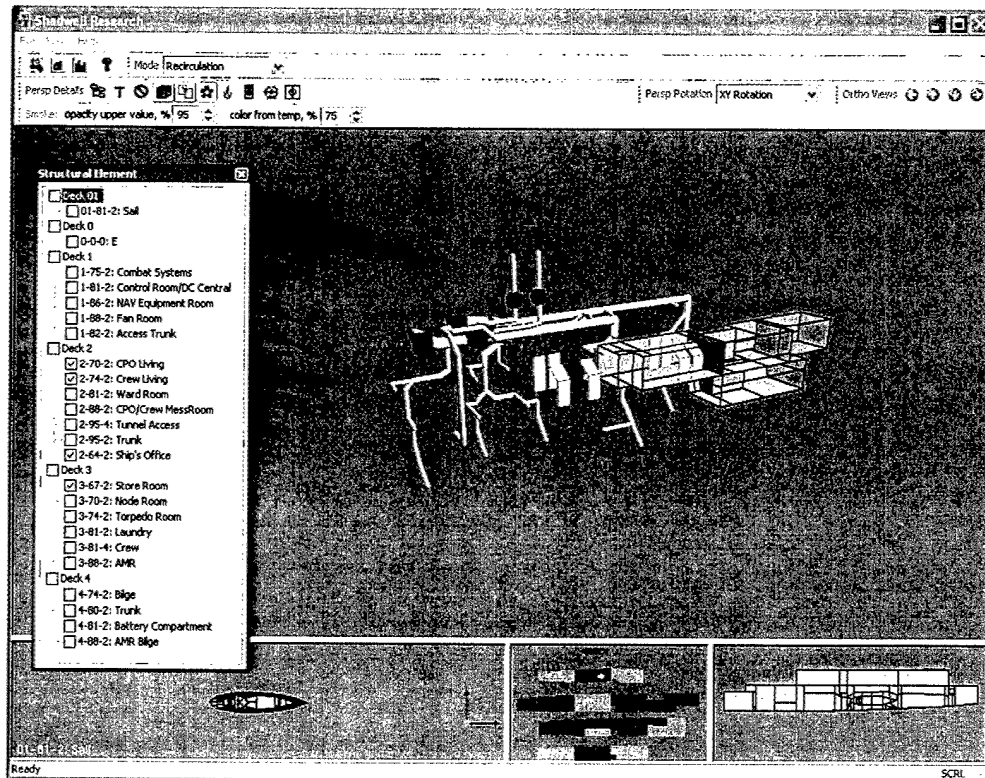 Shadwell Research
Mode Recirculation
Persp Details T Persp Rotation XY Rotation Ortho Views
Smoke: opacity upper value, % 95 color from temp, % 75
Structural Element
Deck 01
01-81-2: Sail
Deck 0
0-0-0: E
Deck 1
1-75-2: Combat Systems
1-81-2: Control Room/DC Central
1-86-2: NAV Equipment Room
1-88-2: Fan Room
1-82-2: Access Trunk
Deck 2
2-70-2: CPO Living
2-74-2: Crew Living
2-81-2: Ward Room
2-88-2: CPO/Crew MessRoom
2-95-4: Tunnel Access
2-95-2: Trunk
2-64-2: Ship's Office
Deck 3
3-67-2: Store Room
3-70-2: Node Room
3-74-2: Torpedo Room
3-81-2: Laundry
3-81-4: Crew
3-88-2: AMR
Deck 4
4-74-2: Bilge
4-80-2: Trunk
4-81-2: Battery Compartment
4-88-2: AMR Bilge
01-81-2: Sail
Ready SCRL